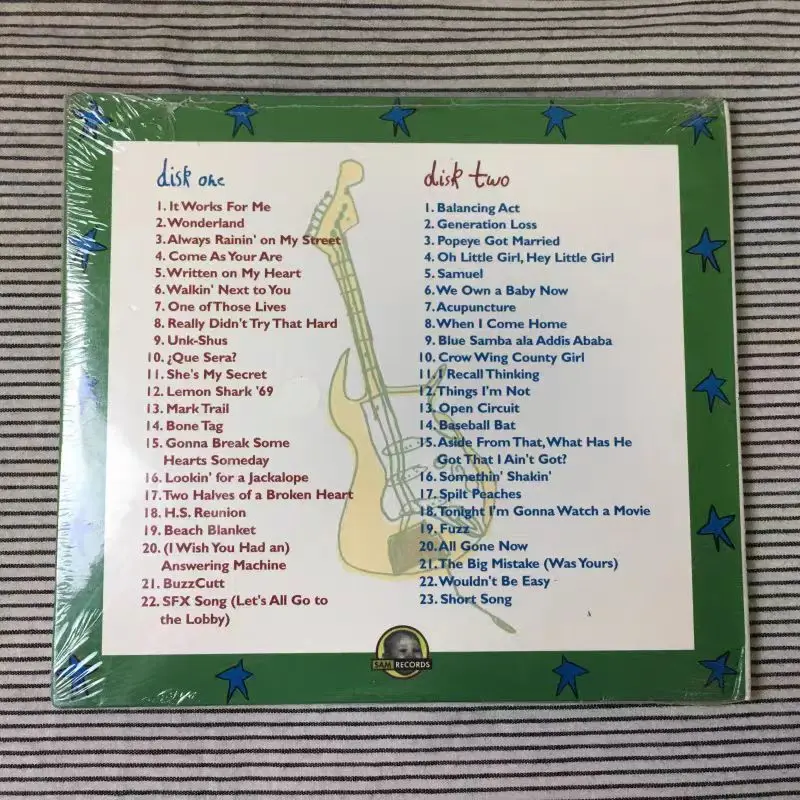 disk one
1. It Works For Me
2. Wonderland
3. Always Rainin' on My Street
4. Come As Your Are
5. Written on My Heart
6. Walkin' Next to You
7. One of Those Lives
8. Really Didn't Try That Hard
9. Unk-Shus
10. ¿Que Sera?
11. She's My Secret
12. Lemon Shark '69
13. Mark Trail
14. Bone Tag
15. Gonna Break Some
Hearts Someday
16. Lookin' for a Jackalope
17. Two Halves of a Broken Heart
18. H.S. Reunion
19. Beach Blanket
20. (I Wish You Had an)
Answering Machine
21. BuzzCutt
22. SFX Song (Let's All Go to
the Lobby)
disk two
1. Balancing Act
2. Generation Loss
3. Popeye Got Married
4. Oh Little Girl, Hey Little Girl
5. Samuel
6. We Own a Baby Now
7. Acupuncture
8. When I Come Home
9. Blue Samba ala Addis Ababa
10. Crow Wing County Girl
11. I Recall Thinking
12. Things I'm Not
13. Open Circuit
14. Baseball Bat
15. Aside From That, What Has He
Got That I Ain't Got?
16. Somethin' Shakin'
17. Spilt Peaches
18. Tonight I'm Gonna Watch a Movie
19. Fuzz
20. All Gone Now
21. The Big Mistake (Was Yours)
22. Wouldn't Be Easy
23. Short Song
SAM RECORDS